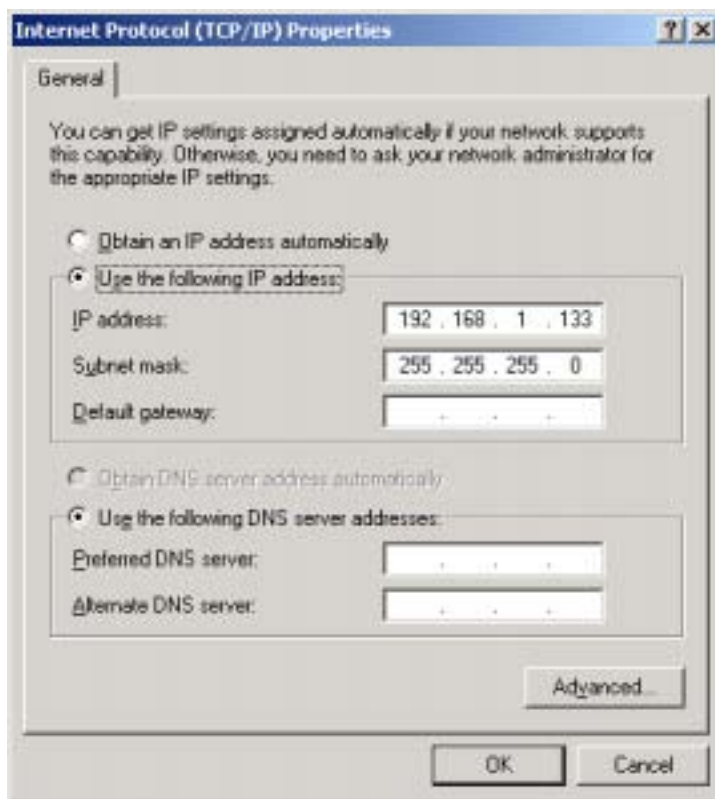 Internet Protocol (TCP/IP) Properties
General
You can get IP settings assigned automatically if your network supports
this capability. Otherwise, you need to ask your network administrator for
the appropriate IP settings.
Obtain an IP address automatically
Use the following IP address:
IP address: 192 . 168 . 1 . 133
Subnet mask: 255 . 255 . 255 . 0
Default gateway: . . .
Obtain DNS server address automatically
Use the following DNS server addresses:
Preferred DNS server: . . .
Alternate DNS server: . . .
Advanced...
OK Cancel